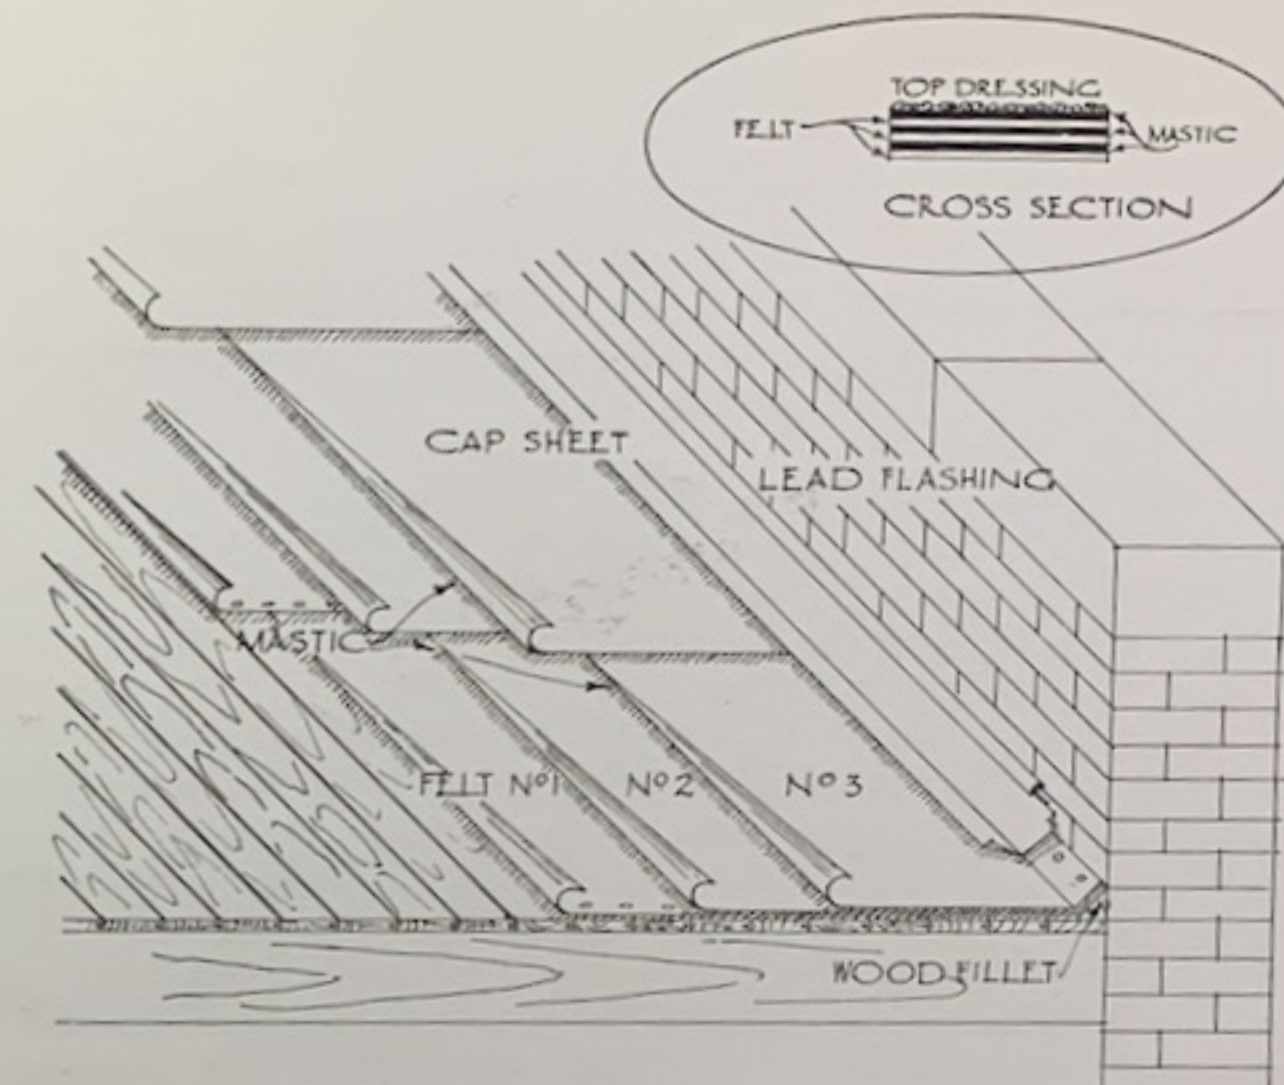 TOP DRESSING
FELT
MASTIC
CROSS SECTION
CAP SHEET
LEAD FLASHING
MASTIC
FELT Nº1
Nº2
Nº3
WOOD FILLET